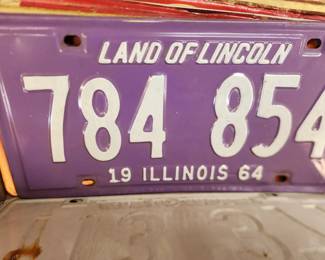 LAND OF LINCOLN
784 854
19 ILLINOIS 64